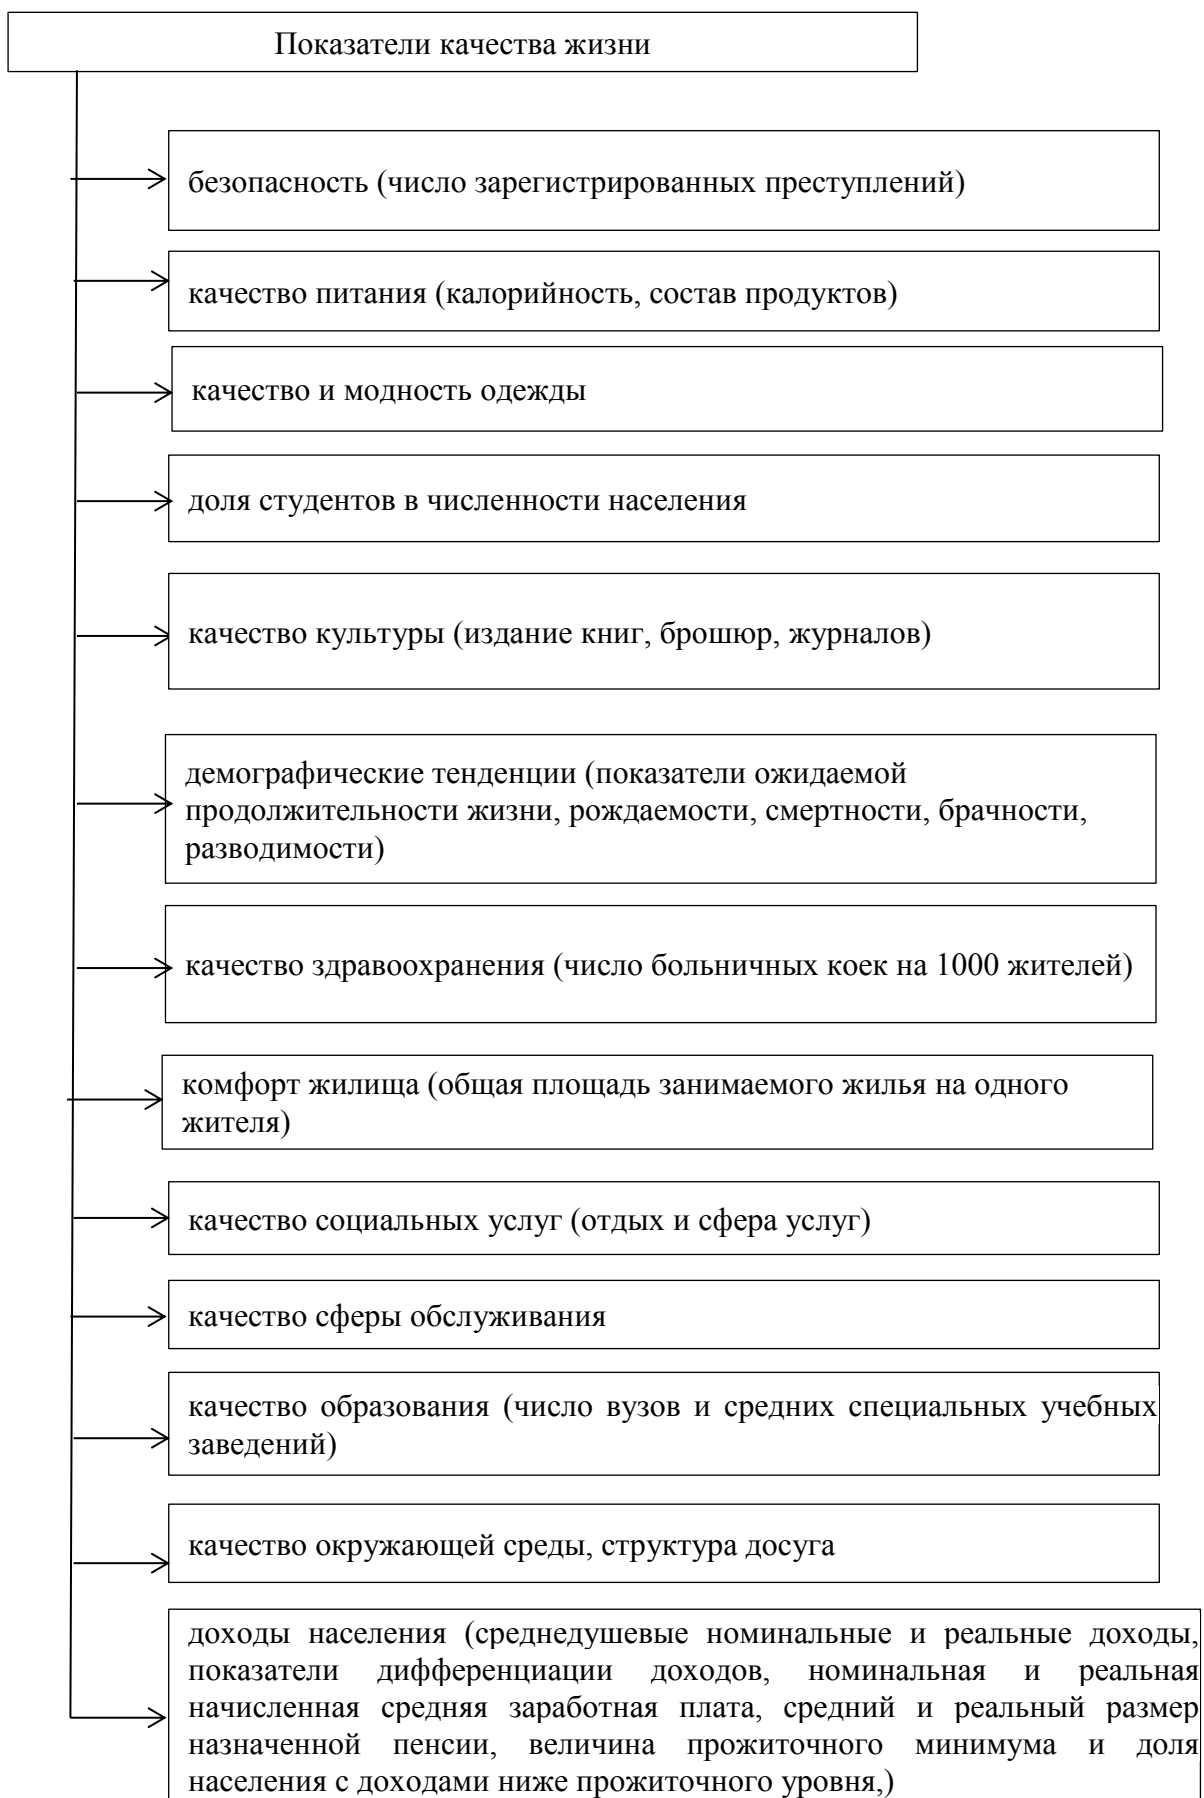 Показатели качества жизни
безопасность (число зарегистрированных преступлений)
качество питания (калорийность, состав продуктов)
качество и модность одежды
доля студентов в численности населения
качество культуры (издание книг, брошюр, журналов)
демографические тенденции (показатели ожидаемой
продолжительности жизни, рождаемости, смертности, брачности,
разводимости)
качество здравоохранения (число больничных коек на 1000 жителей)
комфорт жилища (общая площадь занимаемого жилья на одного
жителя)
качество социальных услуг (отдых и сфера услуг)
качество сферы обслуживания
качество образования (число вузов и средних специальных учебных
заведений)
качество окружающей среды, структура досуга
доходы населения (среднедушевые номинальные и реальные доходы,
показатели дифференциации доходов, номинальная и реальная
начисленная средняя заработная плата, средний и реальный размер
назначенной пенсии, величина прожиточного минимума и доля
населения с доходами ниже прожиточного уровня,)